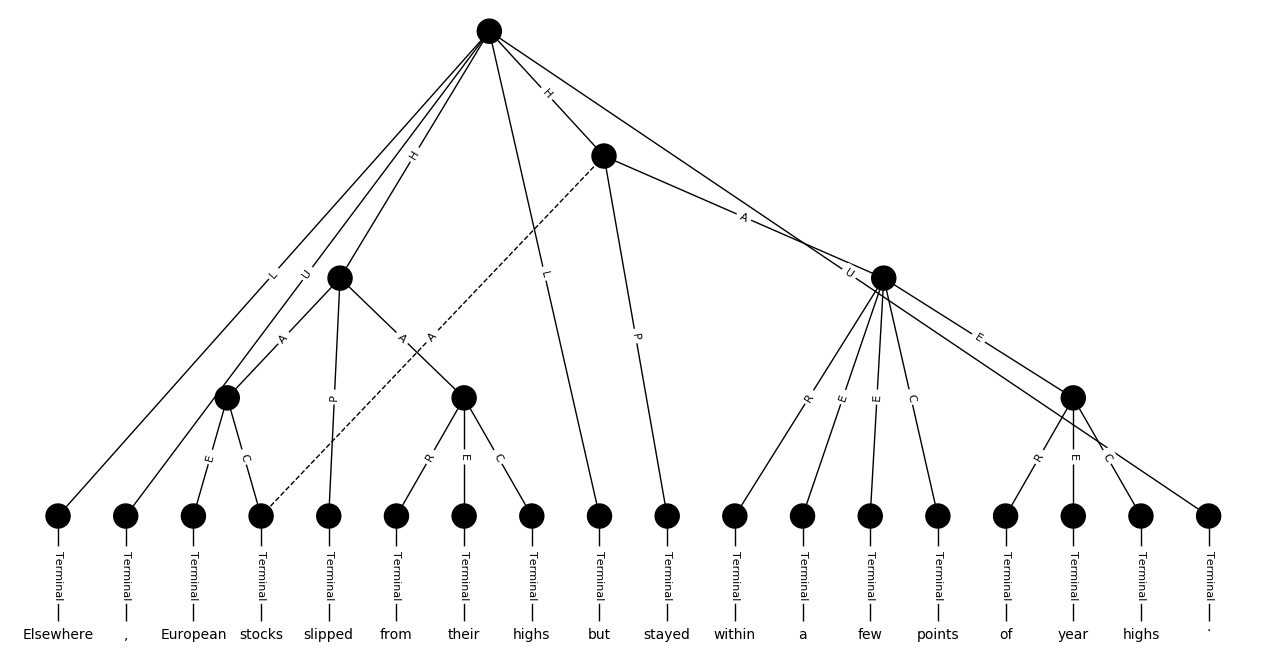 H
H
A
L
U
L
U
A
A
A
P
E
P
R
E
E
C
E
C
R
E
C
R
E
C
Terminal Terminal Terminal Terminal Terminal Terminal Terminal Terminal Terminal Terminal Terminal Terminal Terminal Terminal Terminal Terminal Terminal Terminal
Elsewhere , European stocks slipped from their highs but stayed within a few points of year highs .